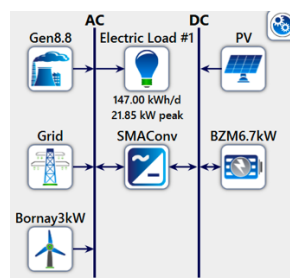 AC DC
Gen8.8 Electric Load #1 PV
147.00 kWh/d
21.85 kW peak
Grid SMAConv BZM6.7kW
Bornay3kW